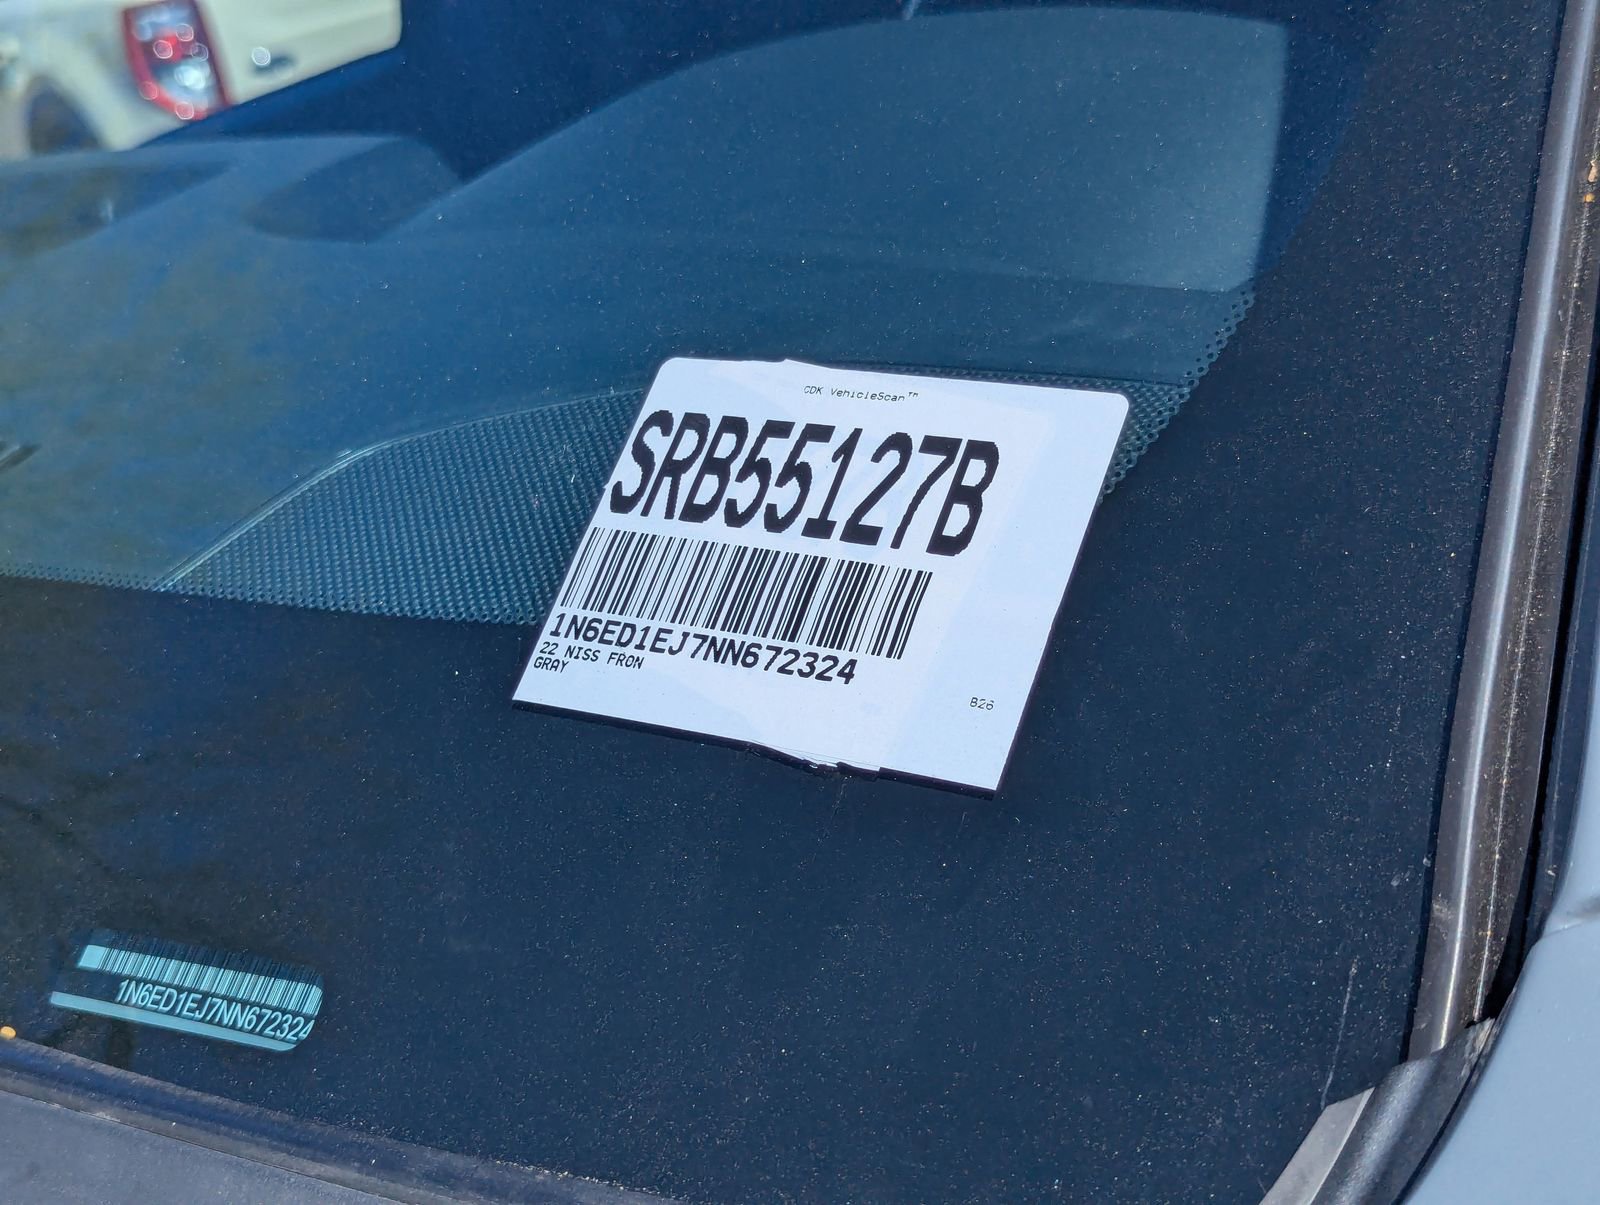 CDK VehicleScan™
SRB55127B
1N6ED1EJ7NN672324
22 NISS FRON
GRAY
B26
1N6ED1EJ7NN672324